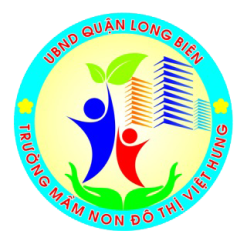 UBND QUẬN LONG BIÊN
TRƯỜNG MẦM NON ĐÔ THỊ VIỆT HƯNG